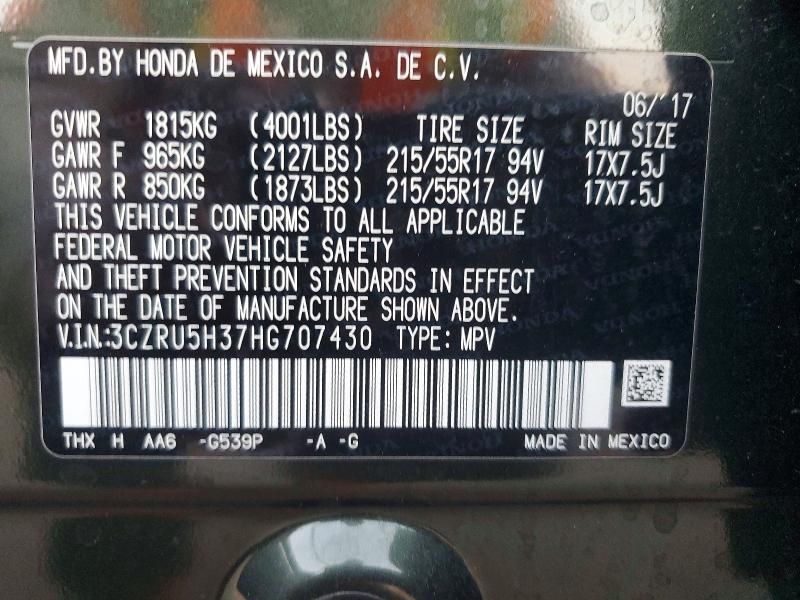 MFD.BY HONDA DE MEXICO S.A. DE C.V.
06/'17
GVWR 1815KG (4001LBS) TIRE SIZE RIM SIZE
GAWR F 965KG (2127LBS) 215/55R17 94V 17X7.5J
GAWR R 850KG (1873LBS) 215/55R17 94V 17X7.5J
THIS VEHICLE CONFORMS TO ALL APPLICABLE
FEDERAL MOTOR VEHICLE SAFETY
AND THEFT PREVENTION STANDARDS IN EFFECT
ON THE DATE OF MANUFACTURE SHOWN ABOVE.
V.I.N.:3CZRU5H37HG707430 TYPE: MPV
THX H AA6 -G539P -A -G MADE IN MEXICO